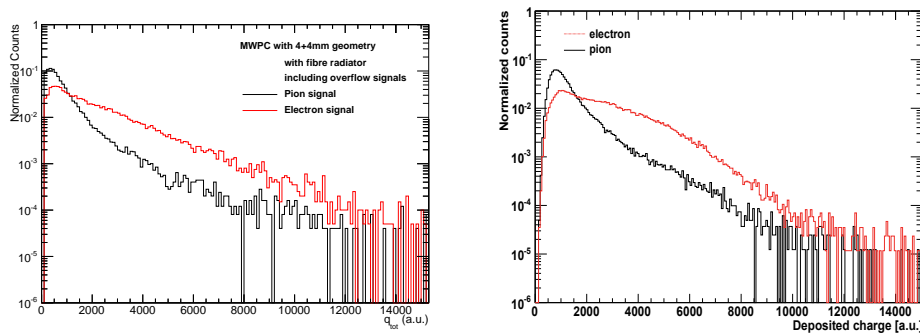 Normalized Counts
1
10-1
10-2
10-3
10-4
10-5
10-6
MWPC with 4+4mm geometry
with fibre radiator
including overflow signals
Pion signal
Electron signal
0 2000 4000 6000 8000 10000 12000 14000
qtot (a.u.)
Normalized counts
1
10-1
10-2
10-3
10-4
10-5
10-6
electron
pion
0 2000 4000 6000 8000 10000 12000 14000
Deposited charge [a.u.]